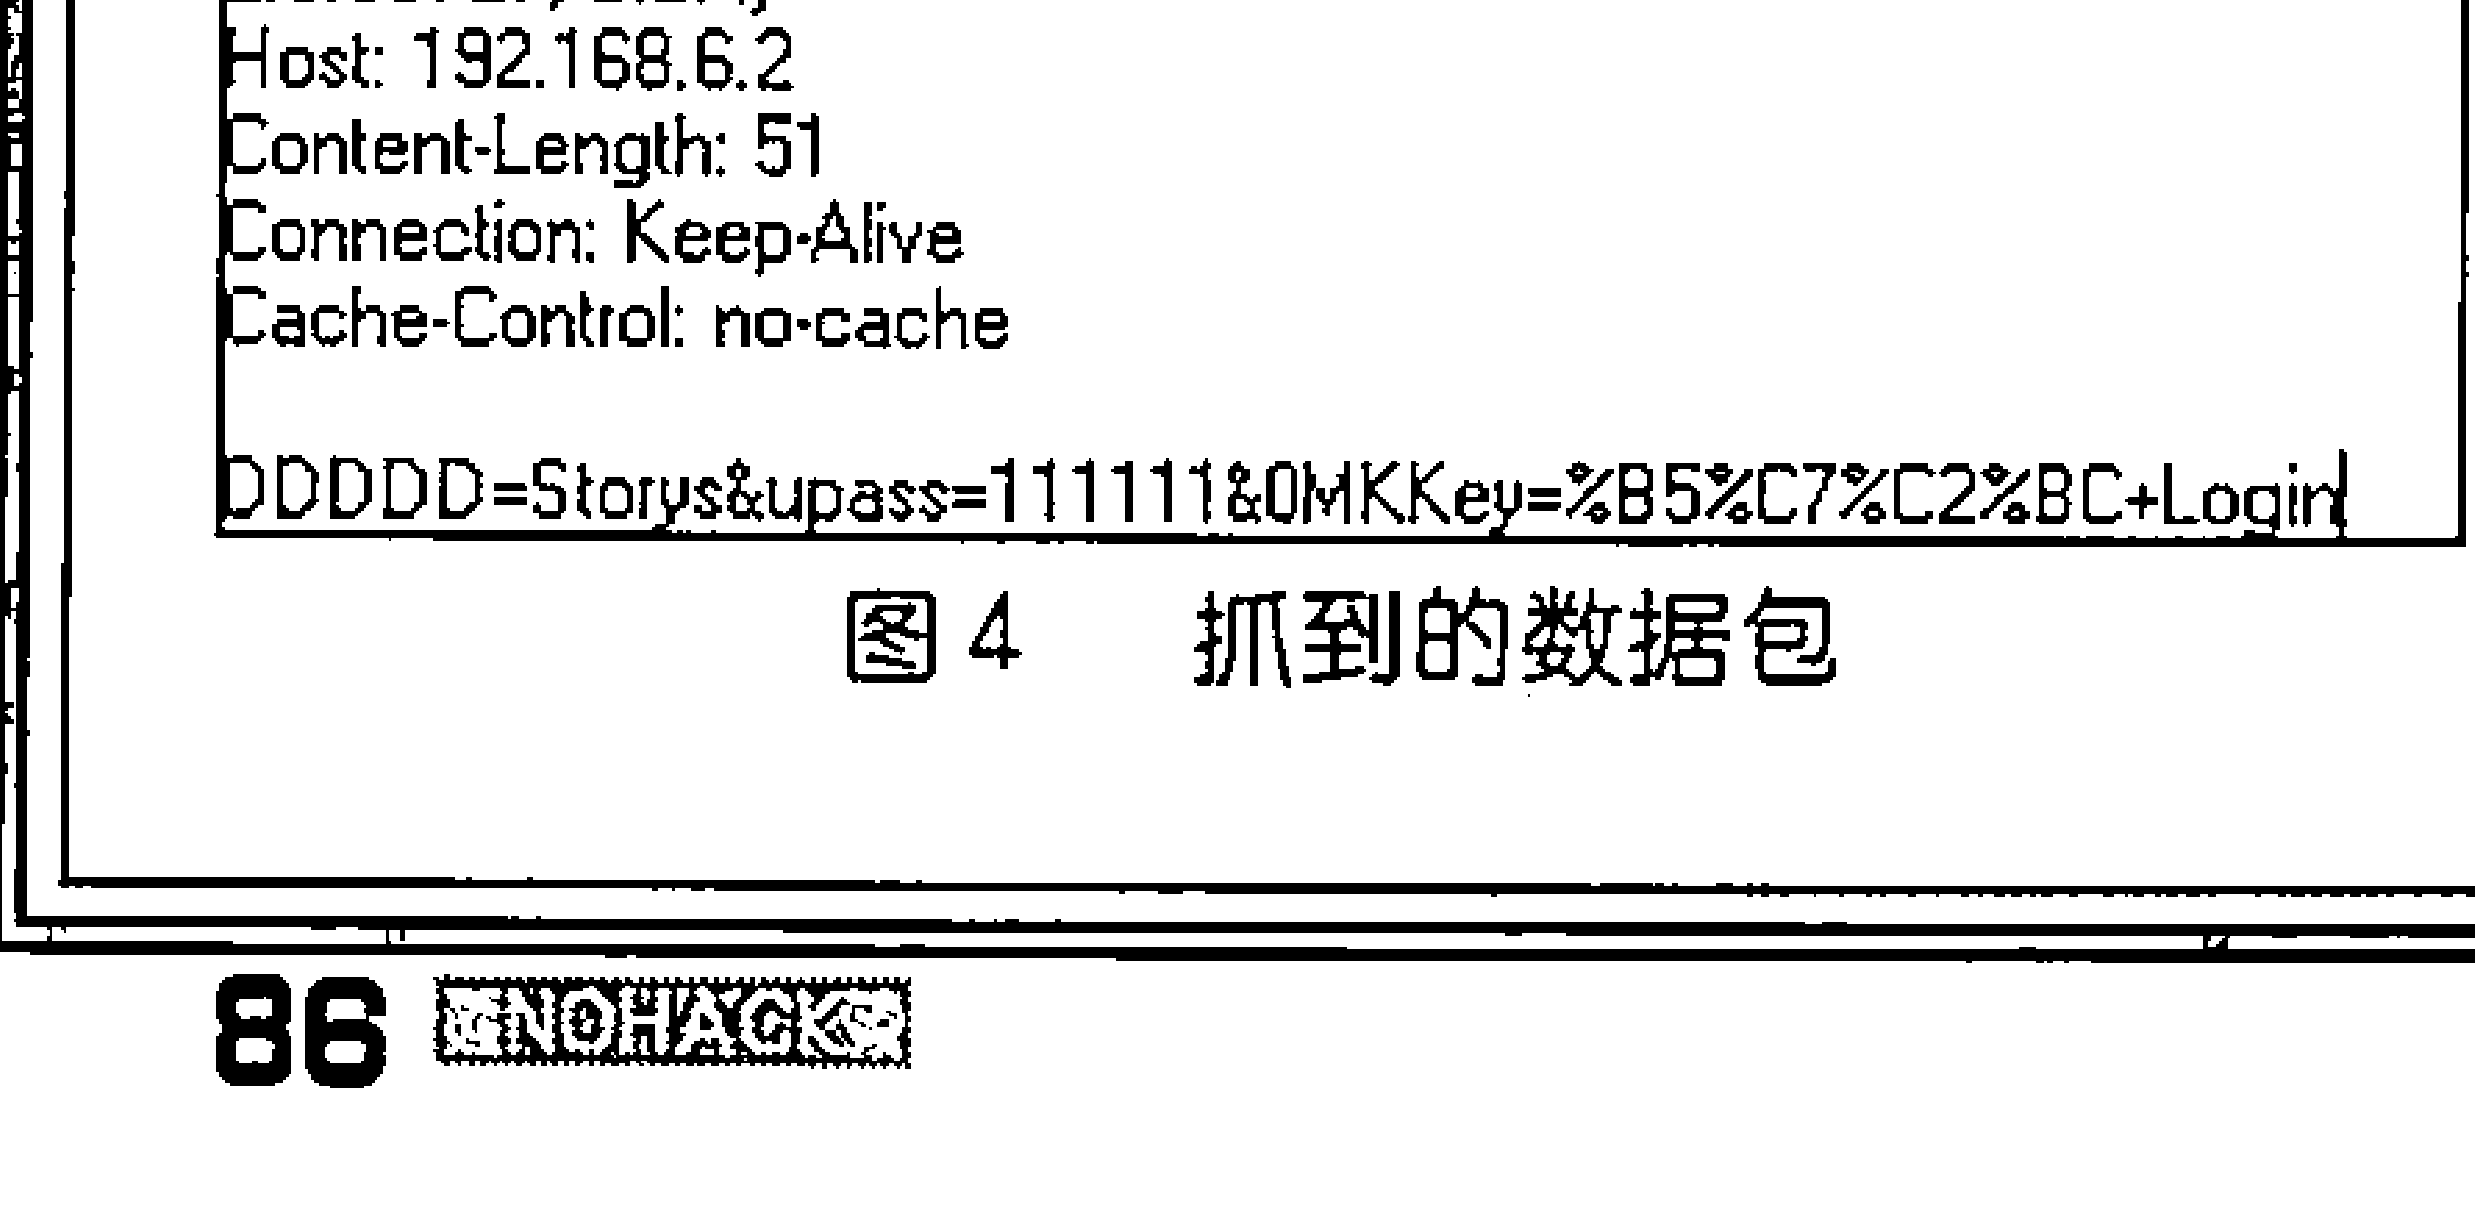 Host: 192.168.6.2
Content-Length: 51
Connection: Keep-Alive
Cache-Control: no-cache
DDDDD=Storys&upass=111111&0MKKey=%B5%C7%C2%BC+Login
图 4 抓到的数据包
86 NOHACK